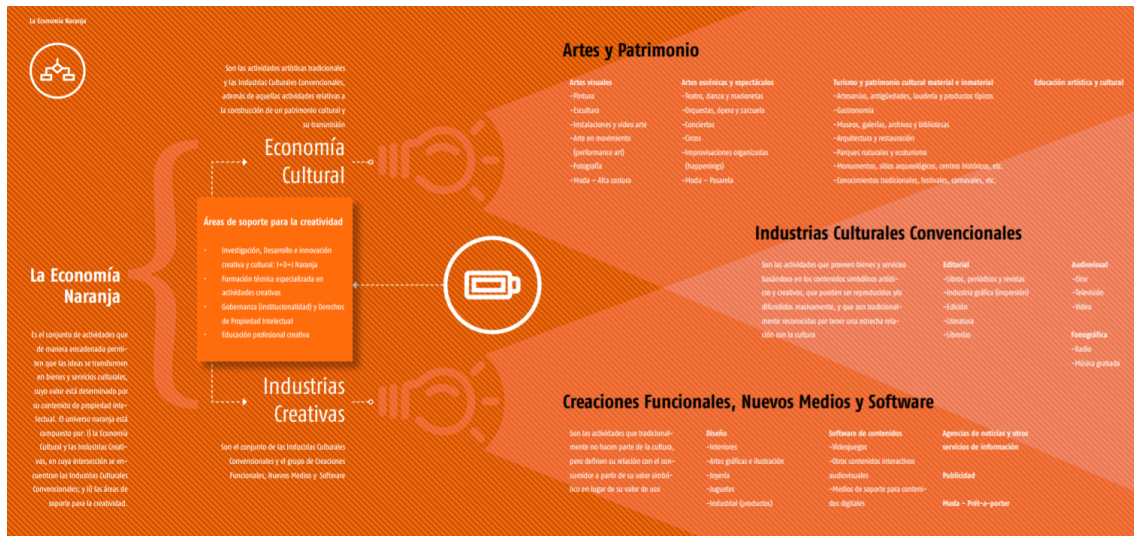 La Economía Naranja
Son las actividades artísticas tradicionales
y las Industrias Culturales Convencionales,
además de aquellas actividades relativas a
la construcción de un patrimonio cultural y
su transmisión
Economía
Cultural
Áreas de soporte para la creatividad
• Investigación, Desarrollo e innovación
creativa y cultural: I+D+i Naranja
• Formación técnica especializada en
actividades creativas
• Gobernanza (institucionalidad) y Derechos
de Propiedad Intelectual
• Educación profesional creativa
La Economía
Naranja
Es el conjunto de actividades que
de manera encadenada permi-
ten que las ideas se transformen
en bienes y servicios culturales,
cuyo valor está determinado por
su contenido de propiedad inte-
lectual. El universo naranja está
compuesto por: i) la Economía
Cultural y las Industrias Creati-
vas, en cuya intersección se en-
cuentran las Industrias Culturales
Convencionales; y ii) las áreas de
soporte para la creatividad.
Industrias
Creativas
Son el conjunto de las Industrias Culturales
Convencionales y el grupo de Creaciones
Funcionales, Nuevos Medios y Software
Artes y Patrimonio
Artes visuales
-Pintura
-Escultura
-Instalaciones y video arte
-Arte en movimiento
(performance art)
-Fotografía
-Moda – Alta costura
Artes escénicas y espectáculos
-Teatro, danza y marionetas
-Orquestas, ópera y zarzuela
-Conciertos
-Circos
-Improvisaciones organizadas
(happenings)
-Moda – Pasarela
Turismo y patrimonio cultural material e inmaterial
-Artesanías, antigüedades, laudería y productos típicos
-Gastronomía
-Museos, galerías, archivos y bibliotecas
-Arquitectura y restauración
-Parques naturales y ecoturismo
-Monumentos, sitios arqueológicos, centros históricos, etc.
-Conocimientos tradicionales, festivales, carnavales, etc.
Educación artística y cultural
Industrias Culturales Convencionales
Son las actividades que proveen bienes y servicios
basándose en los contenidos simbólicos artísti-
cos y creativos, que pueden ser reproducidos y/o
difundidos masivamente, y que son tradicional-
mente reconocidas por tener una estrecha rela-
ción con la cultura
Editorial
-Libros, periódicos y revistas
-Industria gráfica (impresión)
-Edición
-Literatura
-Librerías
Audiovisual
-Cine
-Televisión
-Video
Fonográfica
-Radio
-Música grabada
Creaciones Funcionales, Nuevos Medios y Software
Son las actividades que tradicional-
mente no hacen parte de la cultura,
pero definen su relación con el con-
sumidor a partir de su valor simbó-
lico en lugar de su valor de uso
Diseño
-Interiores
-Artes gráficas e ilustración
-Joyería
-Juguetes
-Industrial (productos)
Software de contenidos
-Videojuegos
-Otros contenidos interactivos
audiovisuales
-Medios de soporte para conteni-
dos digitales
Agencias de noticias y otros
servicios de información
Publicidad
Moda – Prêt-a-porter